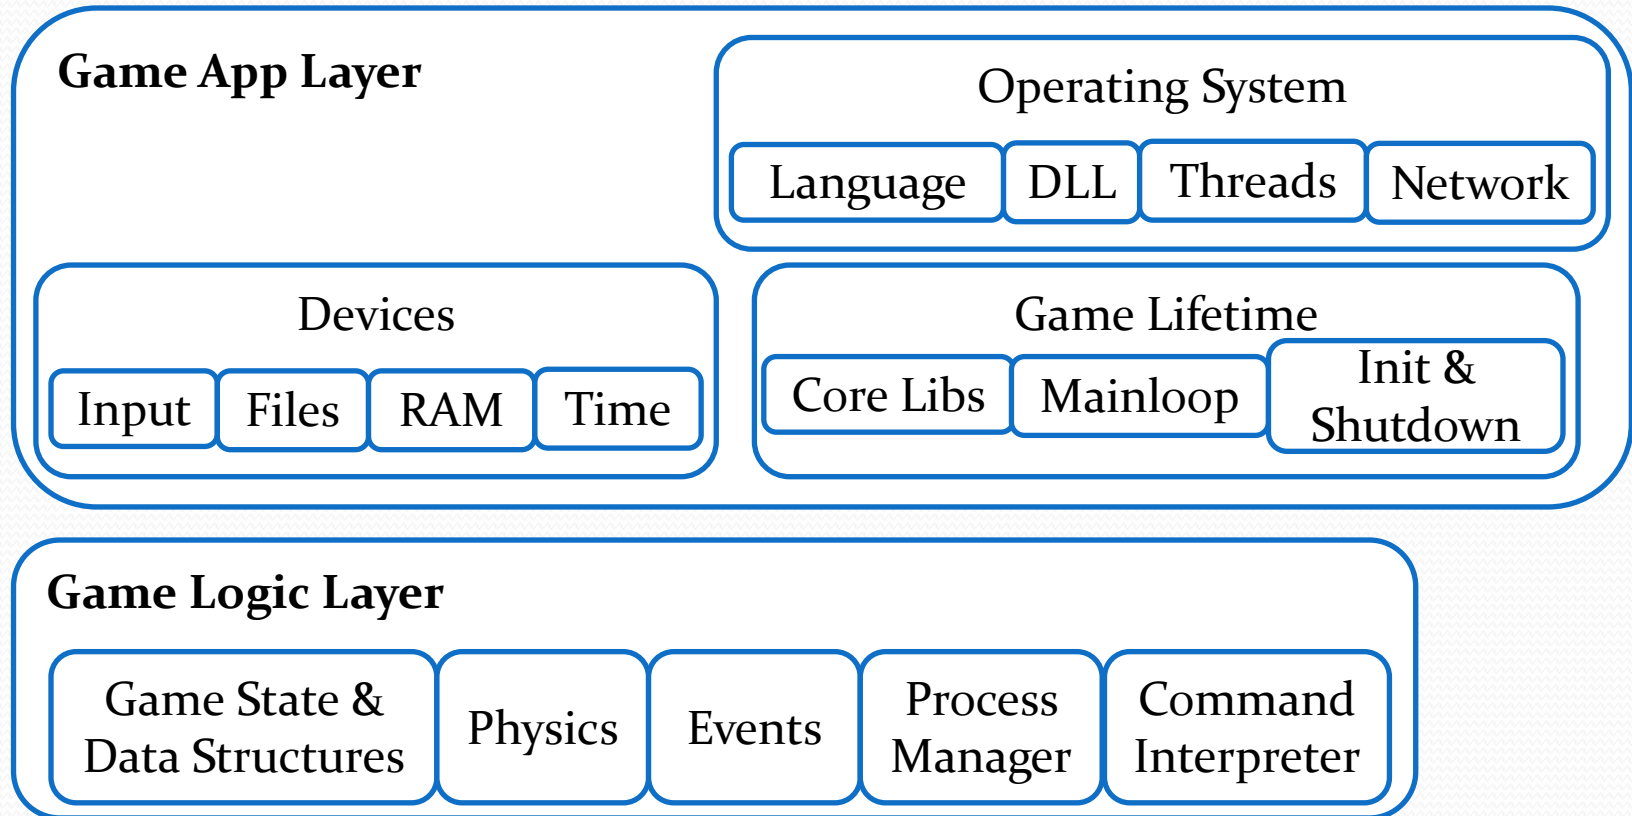 Game App Layer
Operating System
Language
DLL
Threads
Network
Devices
Input
Files
RAM
Time
Game Lifetime
Core Libs
Mainloop
Init &
Shutdown
Game Logic Layer
Game State &
Data Structures
Physics
Events
Process
Manager
Command
Interpreter